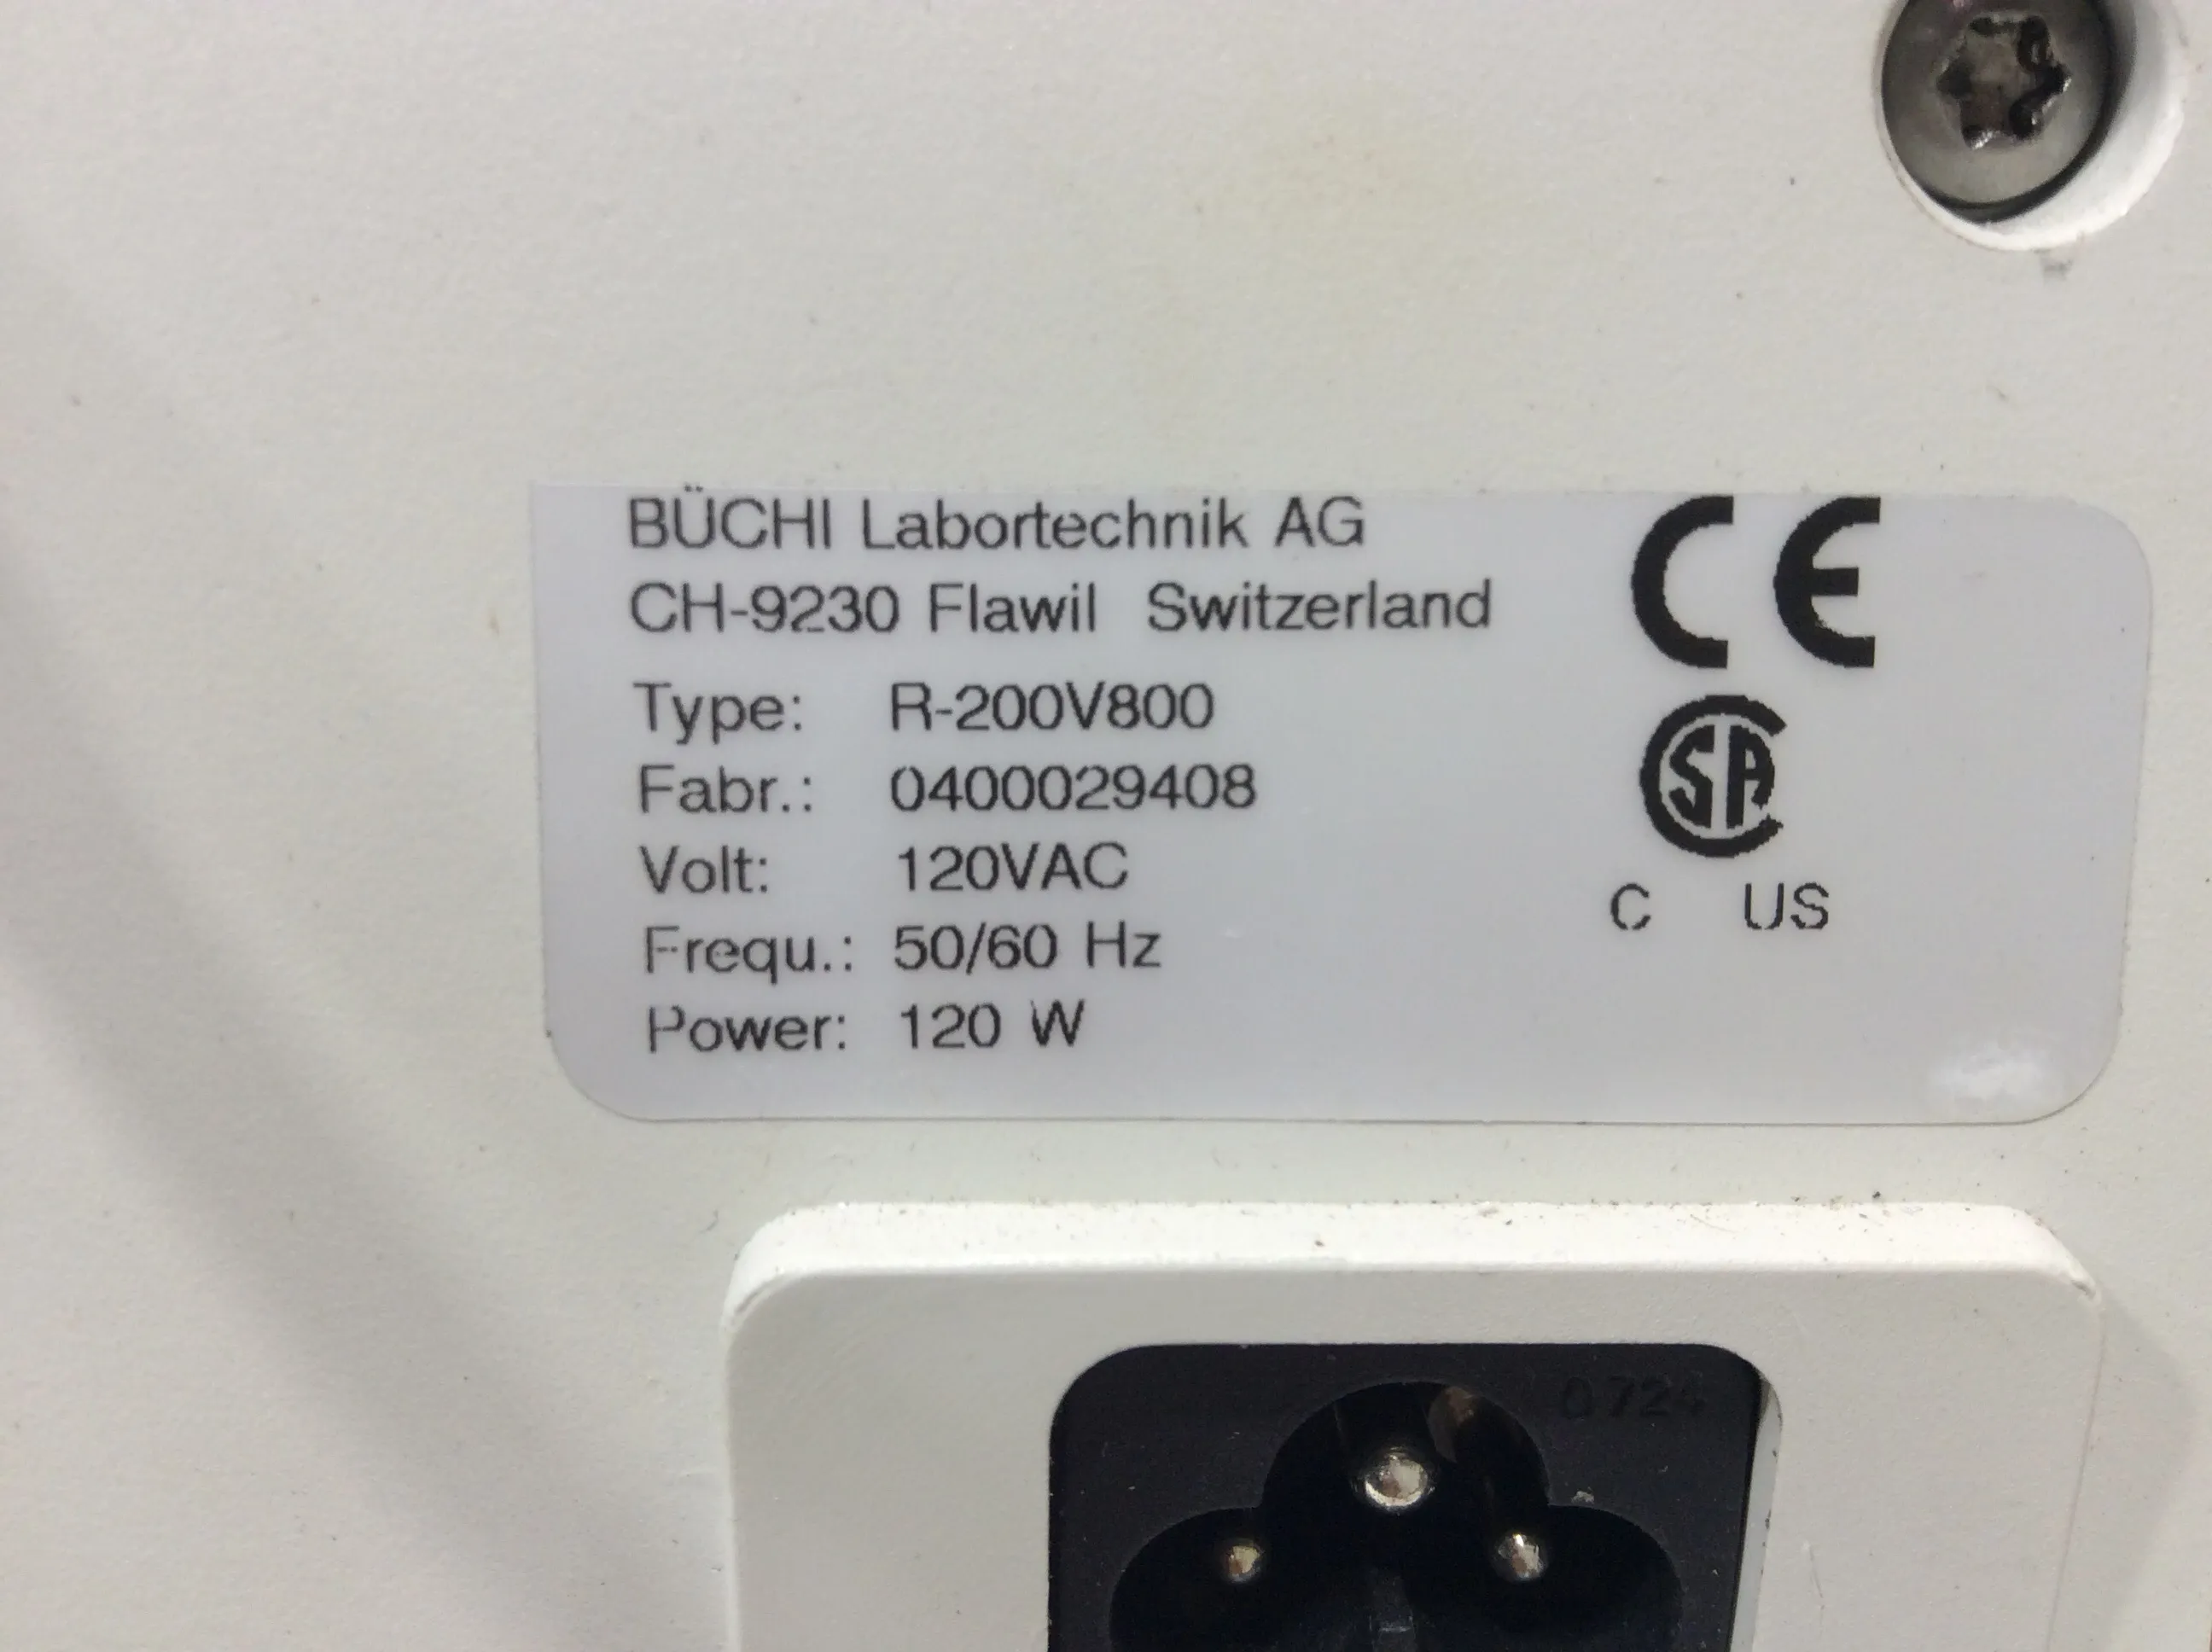 BÜCHI Labortechnik AG
CH-9230 Flawil Switzerland
Type: R-200V800
Fabr.: 0400029408
Volt: 120VAC
Frequ.: 50/60 Hz
Power: 120 W
CE
CSA
C US